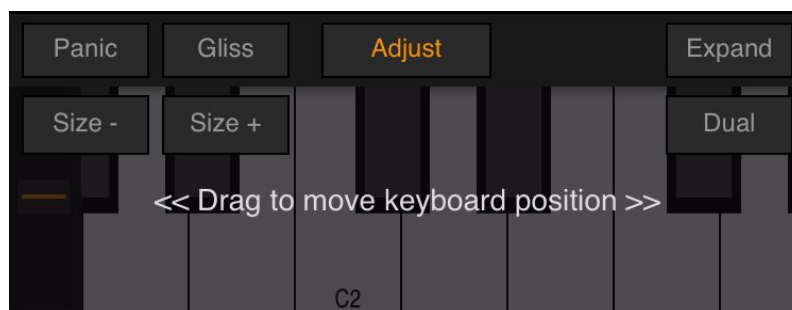 Panic Gliss Adjust Expand
Size - Size + Dual
<< Drag to move keyboard position >>
C2